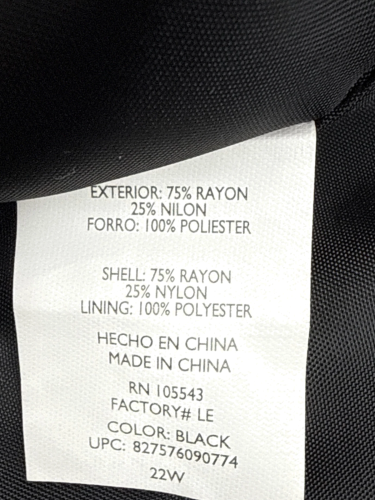 EXTERIOR: 75% RAYON
25% NILON
FORRO: 100% POLIESTER
SHELL: 75% RAYON
25% NYLON
LINING: 100% POLYESTER
HECHO EN CHINA
MADE IN CHINA
RN 105543
FACTORY# LE
COLOR: BLACK
UPC: 827576090774
22W